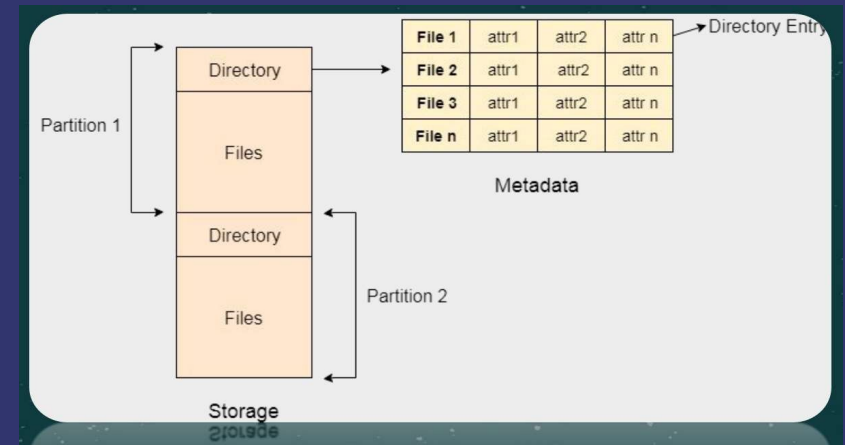 File 1 attr1 attr2 attr n Directory Entry
Directory File 2 attr1 attr2 attr n
File 3 attr1 attr2 attr n
Partition 1
File n attr1 attr2 attr n
Files
Metadata
Directory
Partition 2
Files
Storage